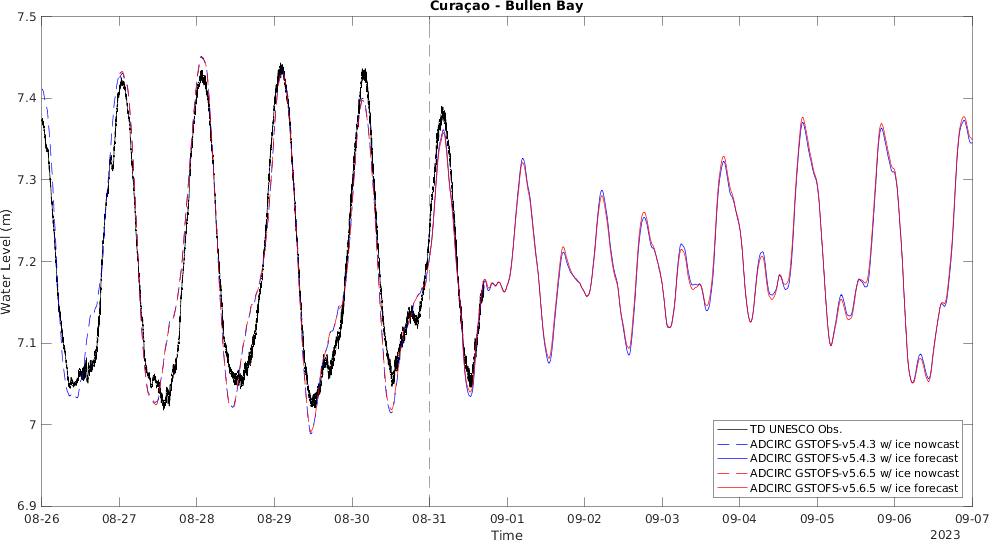 Curaçao - Bullen Bay
7.5
7.4
7.3
7.2
7.1
7
6.9
Water Level (m)
08-26 08-27 08-28 08-29 08-30 08-31 09-01 09-02 09-03 09-04 09-05 09-06 09-07
Time
2023
TD UNESCO Obs.
ADCIRC GSTOFS-v5.4.3 w/ ice nowcast
ADCIRC GSTOFS-v5.4.3 w/ ice forecast
ADCIRC GSTOFS-v5.6.5 w/ ice nowcast
ADCIRC GSTOFS-v5.6.5 w/ ice forecast